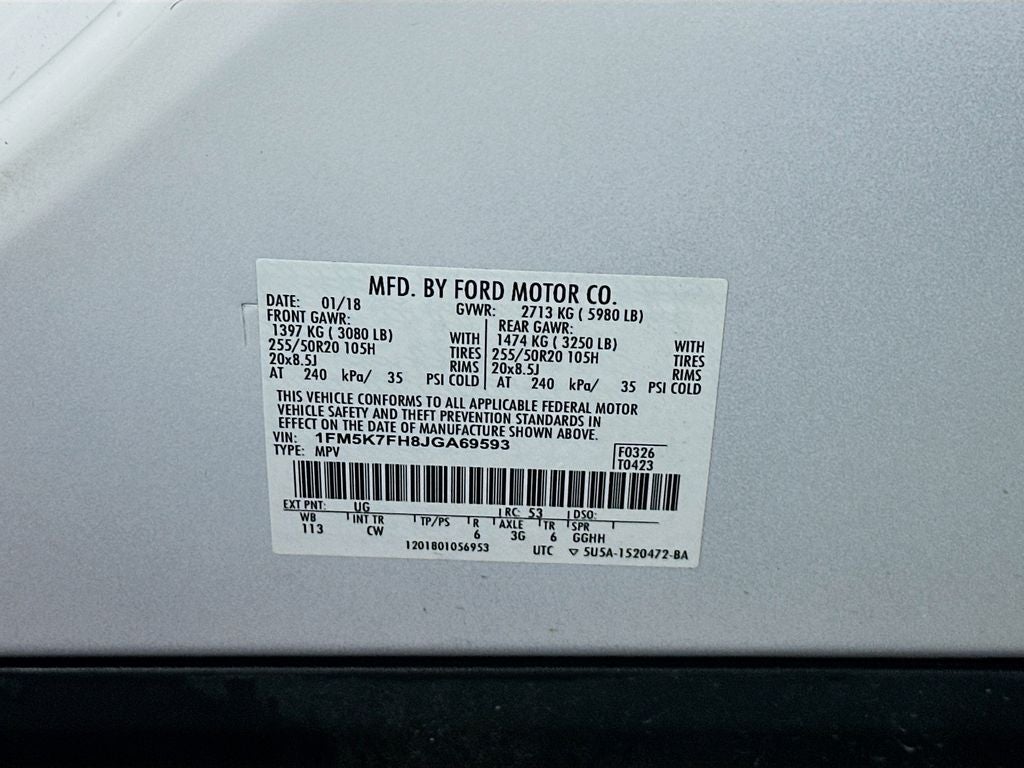 MFD. BY FORD MOTOR CO.
DATE: 01/18 GVWR: 2713 KG ( 5980 LB)
FRONT GAWR: REAR GAWR:
1397 KG ( 3080 LB) WITH 1474 KG ( 3250 LB) WITH
255/50R20 105H TIRES 255/50R20 105H TIRES
20x8.5J RIMS 20x8.5J RIMS
AT 240 kPa/ 35 PSI COLD AT 240 kPa/ 35 PSI COLD
THIS VEHICLE CONFORMS TO ALL APPLICABLE FEDERAL MOTOR
VEHICLE SAFETY AND THEFT PREVENTION STANDARDS IN
EFFECT ON THE DATE OF MANUFACTURE SHOWN ABOVE.
VIN: 1FM5K7FH8JGA69593 F0326
TYPE: MPV T0423
EXT PNT: UG RC: 53 DSO:
WB INT TR TP/PS R AXLE TR SPR
113 CW 6 3G 6 GGHH
1201801056953 UTC ▽ 5U5A-1520472-BA